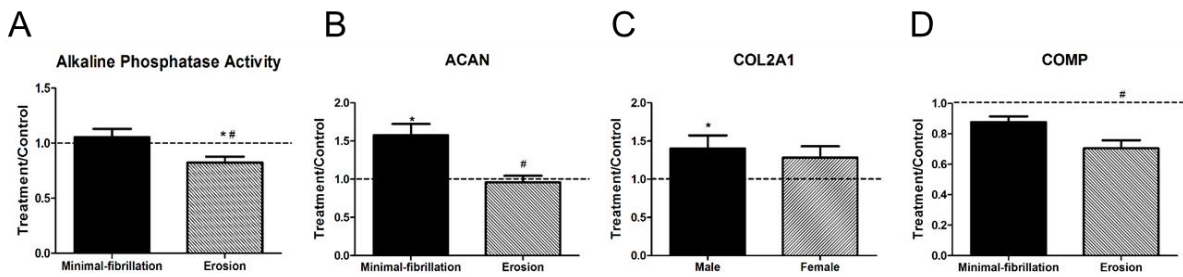 A
Alkaline Phosphatase Activity
Treatment/Control
1.5
1.0
0.5
0.0
* #
Minimal-fibrillation Erosion
B
ACAN
Treatment/Control
2.0
1.5
1.0
0.5
0.0
*
#
Minimal-fibrillation Erosion
C
COL2A1
Treatment/Control
2.0
1.5
1.0
0.5
0.0
*
Male Female
D
COMP
Treatment/Control
1.0
0.8
0.6
0.4
0.2
0.0
#
Minimal-fibrillation Erosion